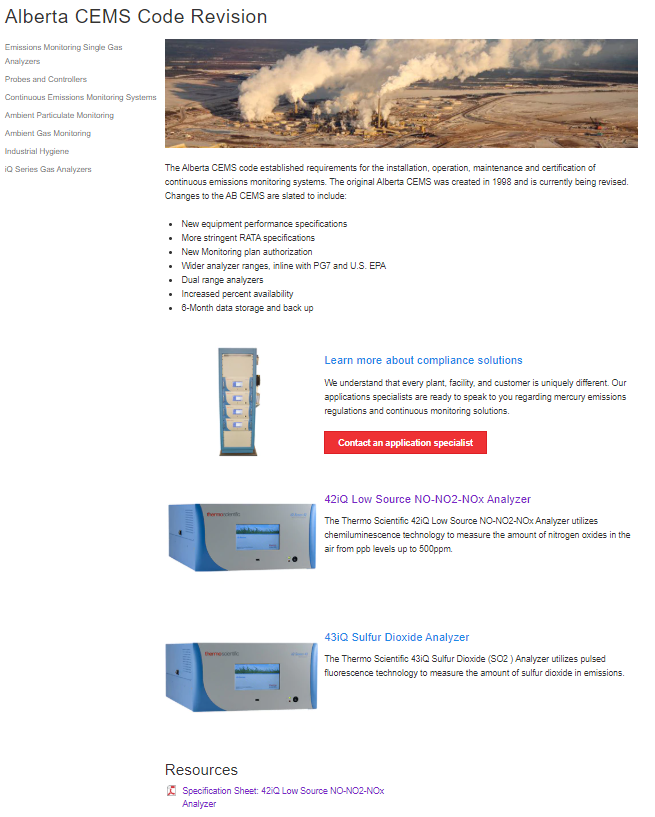 Alberta CEMS Code Revision
Emissions Monitoring Single Gas
Analyzers
Probes and Controllers
Continuous Emissions Monitoring Systems
Ambient Particulate Monitoring
Ambient Gas Monitoring
Industrial Hygiene
iQ Series Gas Analyzers
The Alberta CEMS code established requirements for the installation, operation, maintenance and certification of
continuous emissions monitoring systems. The original Alberta CEMS was created in 1998 and is currently being revised.
Changes to the AB CEMS are slated to include:
• New equipment performance specifications
• More stringent RATA specifications
• New Monitoring plan authorization
• Wider analyzer ranges, inline with PG7 and U.S. EPA
• Dual range analyzers
• Increased percent availability
• 6-Month data storage and back up
Learn more about compliance solutions
We understand that every plant, facility, and customer is uniquely different. Our
applications specialists are ready to speak to you regarding mercury emissions
regulations and continuous monitoring solutions.
Contact an application specialist
thermoscientific
42iQ Low Source NO-NO2-NOx Analyzer
The Thermo Scientific 42iQ Low Source NO-NO2-NOx Analyzer utilizes
chemiluminescence technology to measure the amount of nitrogen oxides in the
air from ppb levels up to 500ppm.
thermoscientific
43iQ Sulfur Dioxide Analyzer
The Thermo Scientific 43iQ Sulfur Dioxide (SO2 ) Analyzer utilizes pulsed
fluorescence technology to measure the amount of sulfur dioxide in emissions.
Resources
Specification Sheet: 42iQ Low Source NO-NO2-NOx
Analyzer